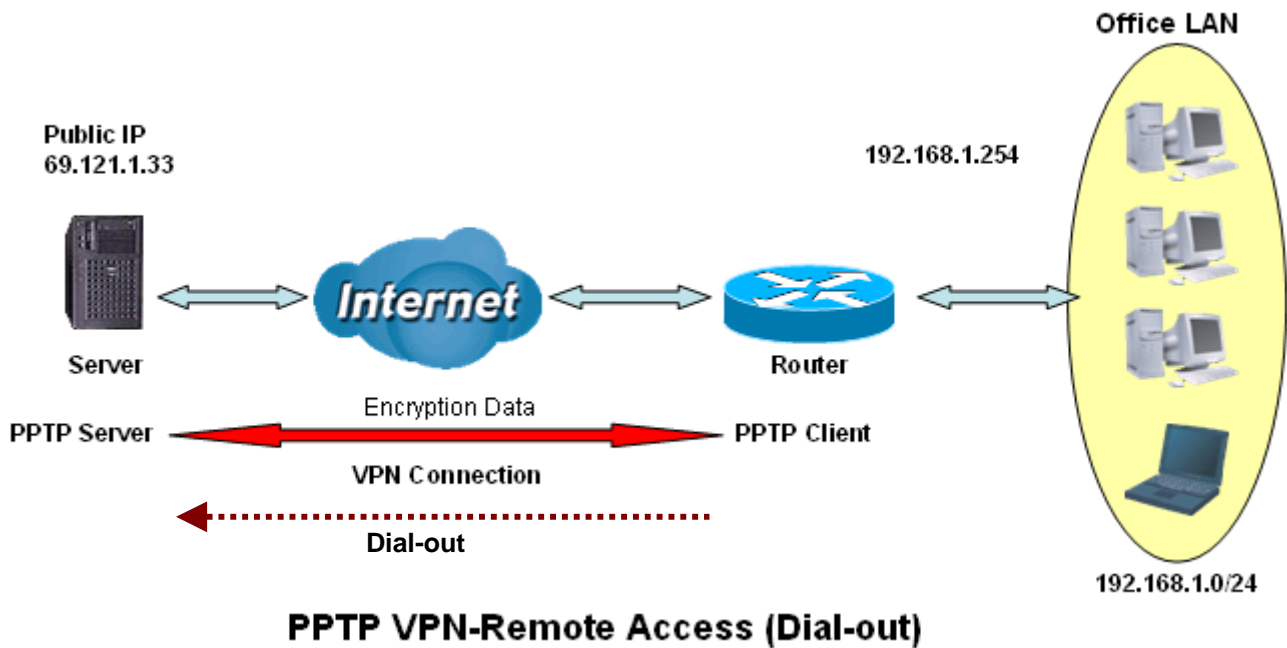 Office LAN
Public IP
69.121.1.33
192.168.1.254
Internet
Server
Router
Encryption Data
PPTP Server
PPTP Client
VPN Connection
Dial-out
192.168.1.0/24
PPTP VPN-Remote Access (Dial-out)